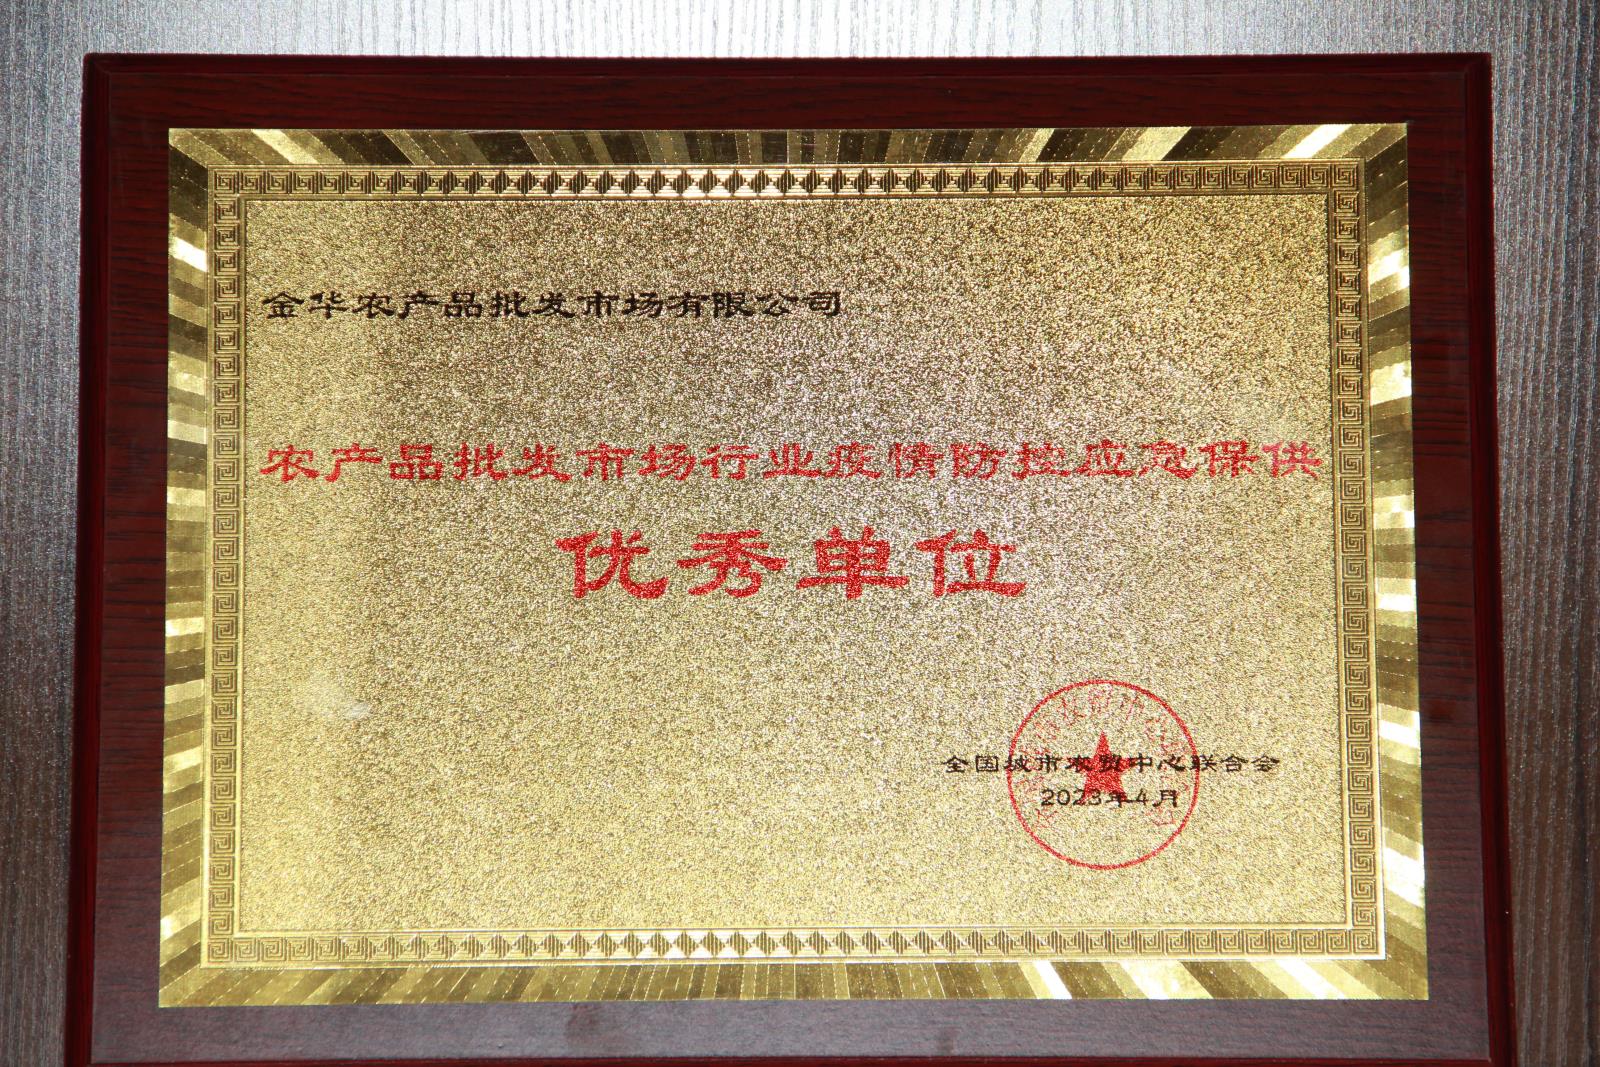 金华农产品批发市场有限公司
农产品批发市场行业疫情防控应急保供
优秀单位
全国城市农贸中心联合会
2023年4月